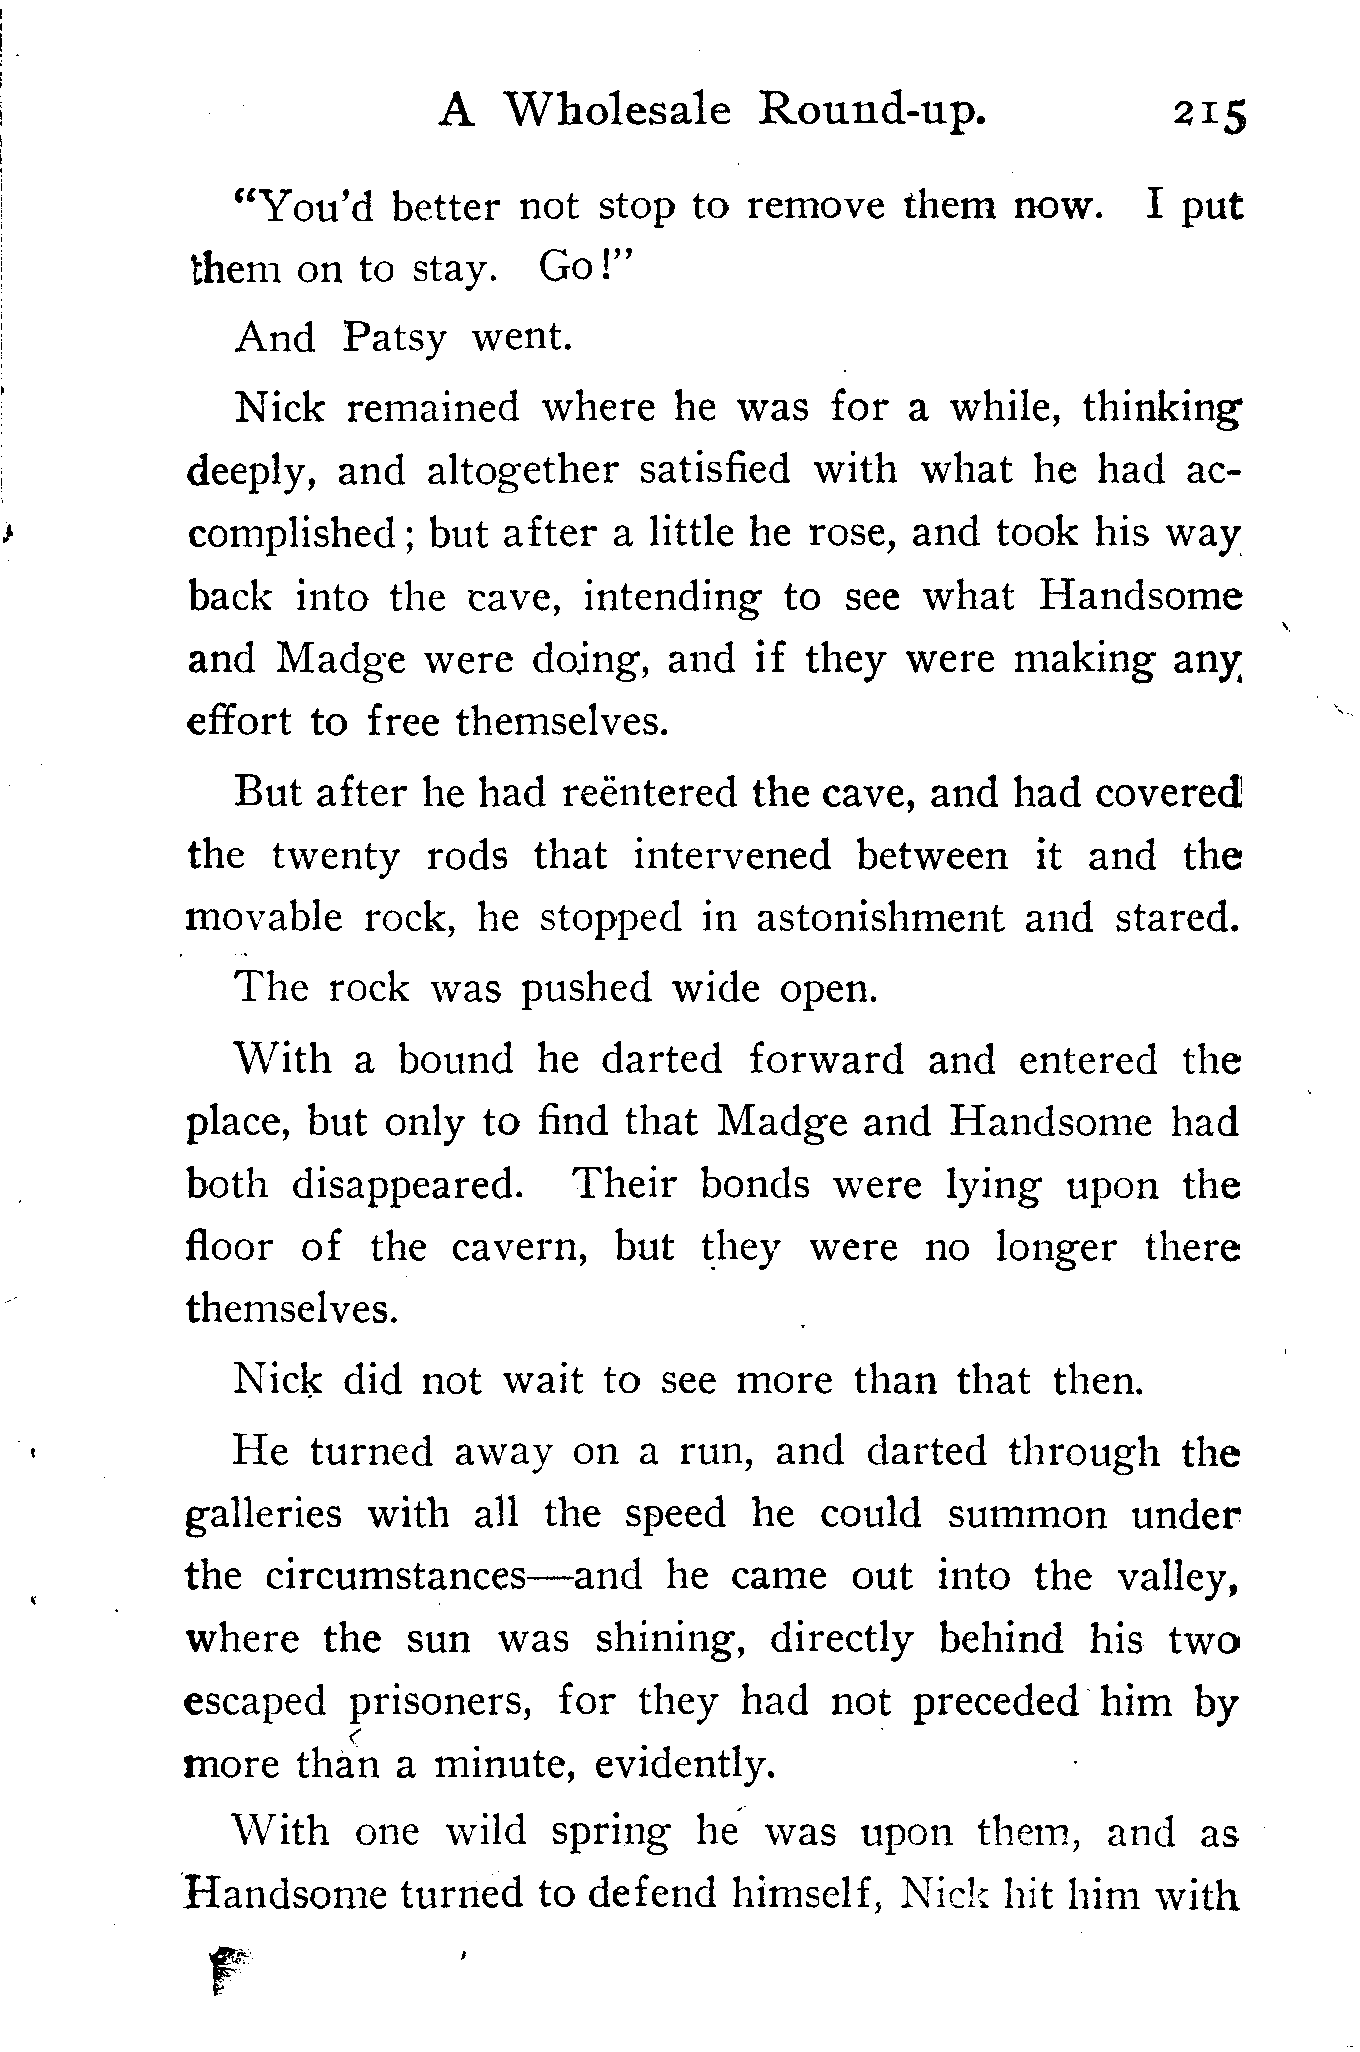 A Wholesale Round-up. 215
"You'd better not stop to remove them now. I put
them on to stay. Go!"
And Patsy went.
Nick remained where he was for a while, thinking
deeply, and altogether satisfied with what he had ac-
complished; but after a little he rose, and took his way
back into the cave, intending to see what Handsome
and Madge were doing, and if they were making any
effort to free themselves.
But after he had reëntered the cave, and had covered
the twenty rods that intervened between it and the
movable rock, he stopped in astonishment and stared.
The rock was pushed wide open.
With a bound he darted forward and entered the
place, but only to find that Madge and Handsome had
both disappeared. Their bonds were lying upon the
floor of the cavern, but they were no longer there
themselves.
Nick did not wait to see more than that then.
He turned away on a run, and darted through the
galleries with all the speed he could summon under
the circumstances—and he came out into the valley,
where the sun was shining, directly behind his two
escaped prisoners, for they had not preceded him by
more than a minute, evidently.
With one wild spring he was upon them, and as
Handsome turned to defend himself, Nick hit him with